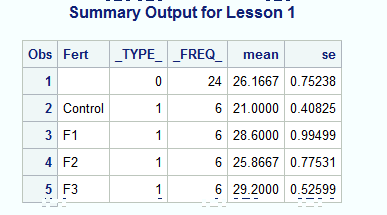 Summary Output for Lesson 1
Obs Fert _TYPE_ _FREQ_ mean se
1 0 24 26.1667 0.75238
2 Control 1 6 21.0000 0.40825
3 F1 1 6 28.6000 0.99499
4 F2 1 6 25.8667 0.77531
5 F3 1 6 29.2000 0.52599